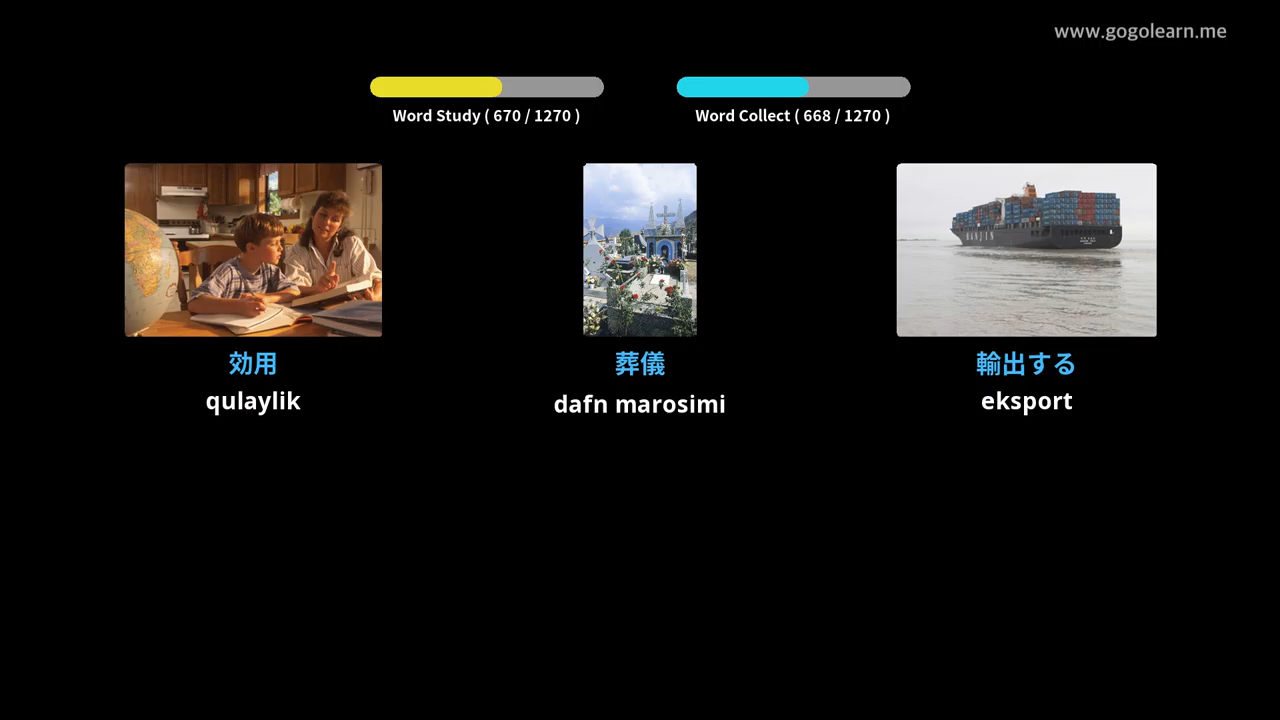 www.gogolearn.me
Word Study ( 670 / 1270 )
Word Collect ( 668 / 1270 )
効用
葬儀
輸出する
qulaylik
dafn marosimi
eksport